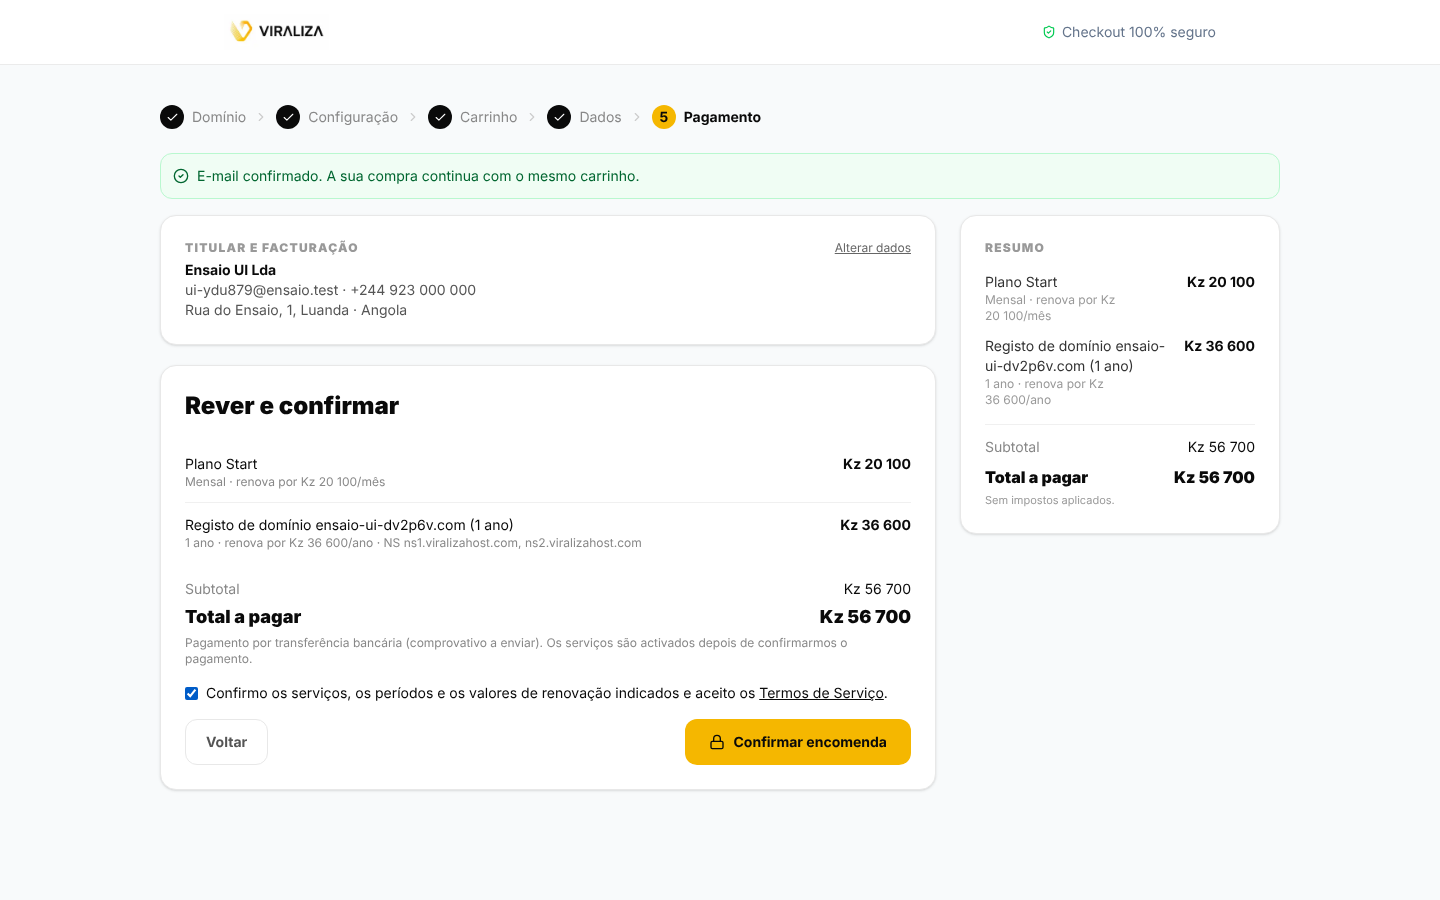 VIRALIZA
Checkout 100% seguro
Domínio
Configuração
Carrinho
Dados
5 Pagamento
E-mail confirmado. A sua compra continua com o mesmo carrinho.
TITULAR E FACTURAÇÃO
Alterar dados
Ensaio UI Lda
ui-ydu879@ensaio.test · +244 923 000 000
Rua do Ensaio, 1, Luanda · Angola
Rever e confirmar
Plano Start Kz 20 100
Mensal · renova por Kz 20 100/mês
Registo de domínio ensaio-ui-dv2p6v.com (1 ano) Kz 36 600
1 ano · renova por Kz 36 600/ano · NS ns1.viralizahost.com, ns2.viralizahost.com
Subtotal Kz 56 700
Total a pagar Kz 56 700
Pagamento por transferência bancária (comprovativo a enviar). Os serviços são activados depois de confirmarmos o
pagamento.
Confirmo os serviços, os períodos e os valores de renovação indicados e aceito os Termos de Serviço.
Voltar
Confirmar encomenda
RESUMO
Plano Start Kz 20 100
Mensal · renova por Kz
20 100/mês
Registo de domínio ensaio- Kz 36 600
ui-dv2p6v.com (1 ano)
1 ano · renova por Kz
36 600/ano
Subtotal Kz 56 700
Total a pagar Kz 56 700
Sem impostos aplicados.